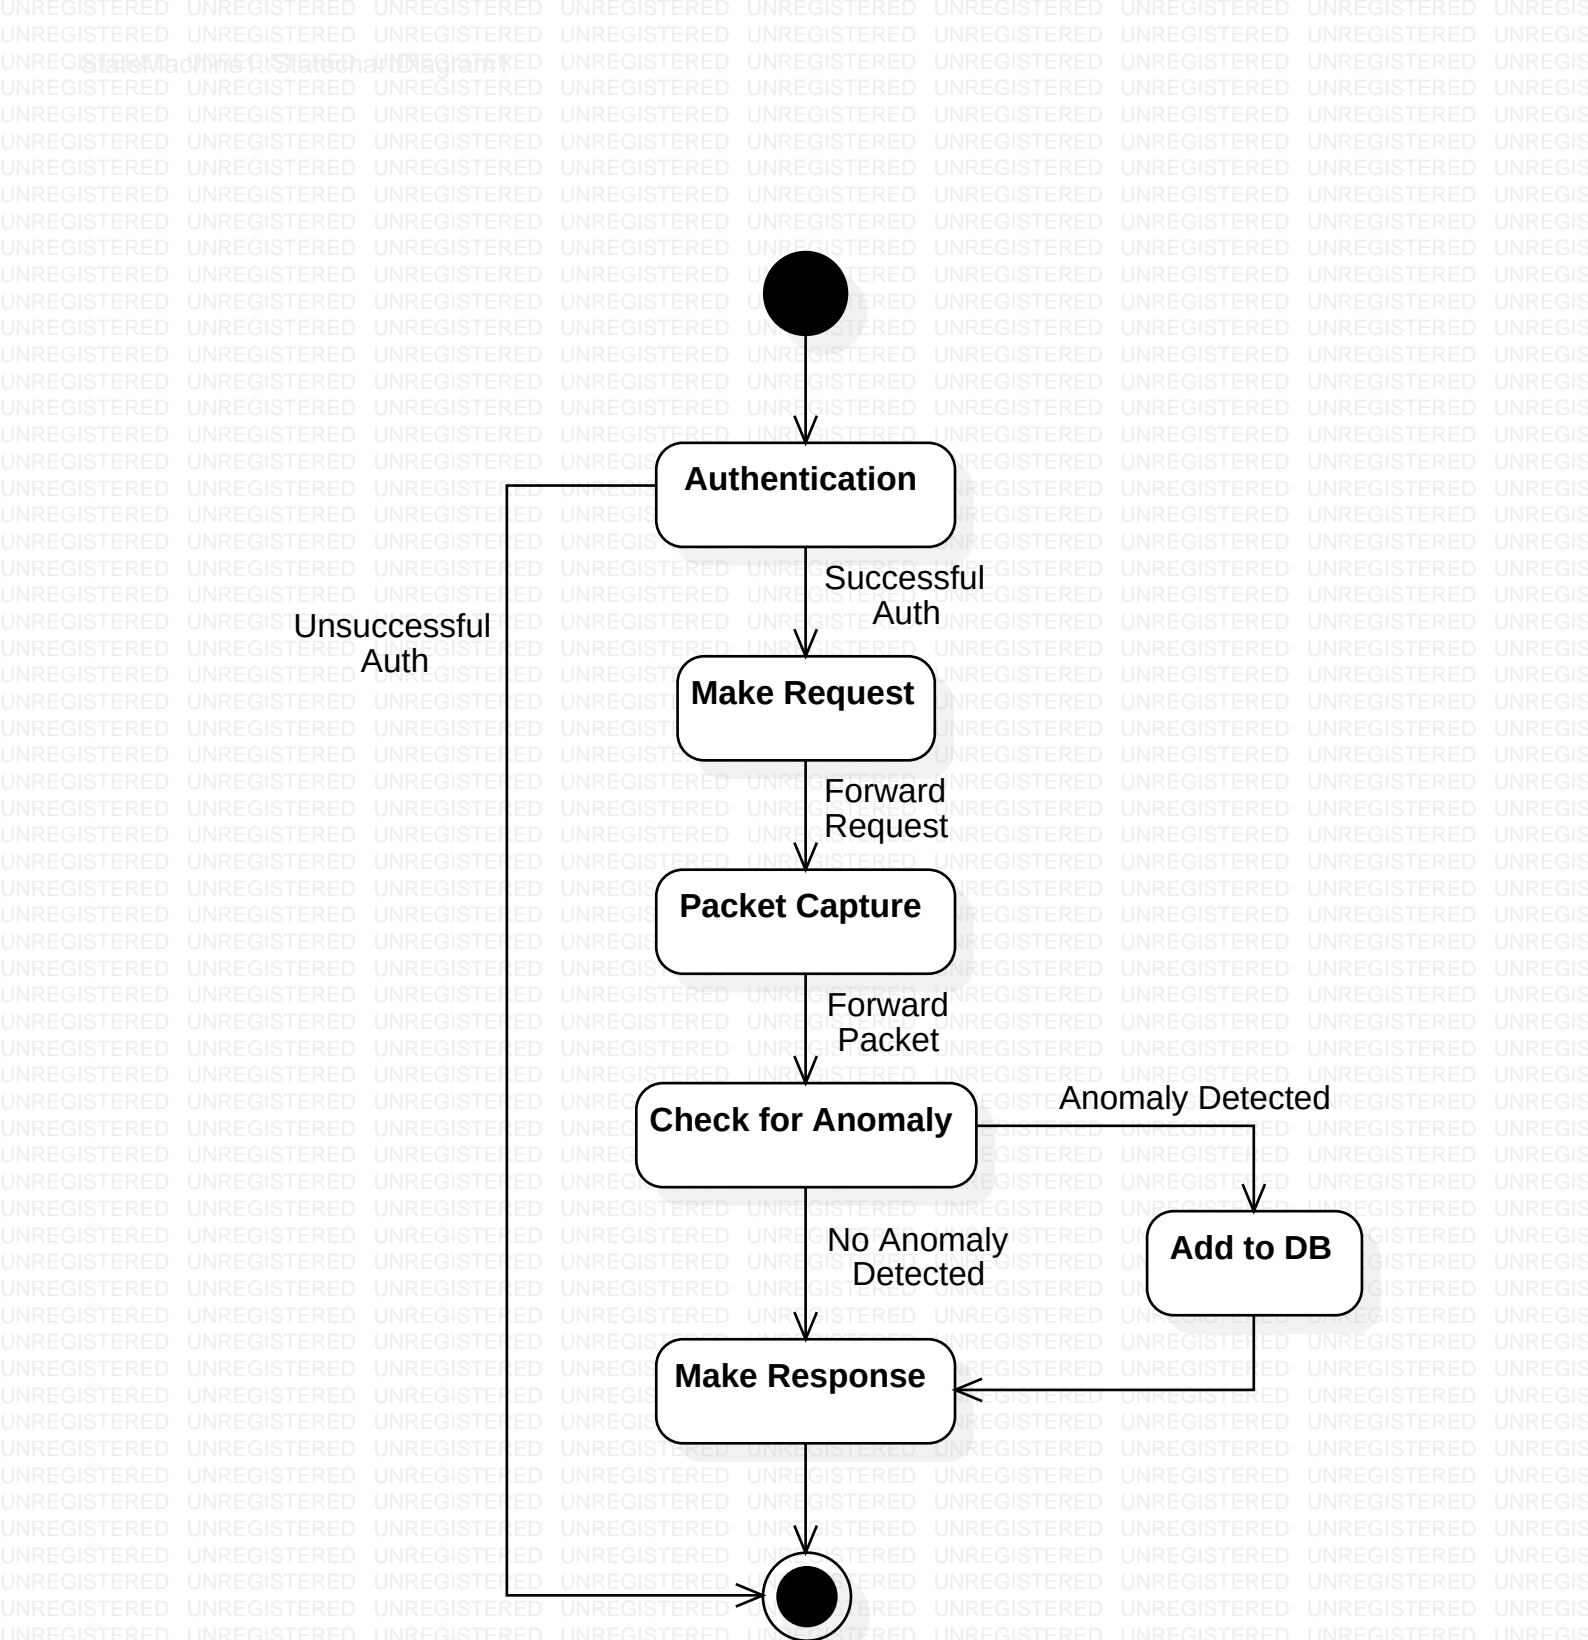 StateMachine1::StatechartDiagram1
Authentication
Successful
Auth
Unsuccessful
Auth
Make Request
Forward
Request
Packet Capture
Forward
Packet
Check for Anomaly
Anomaly Detected
No Anomaly
Detected
Add to DB
Make Response
UNREGISTERED